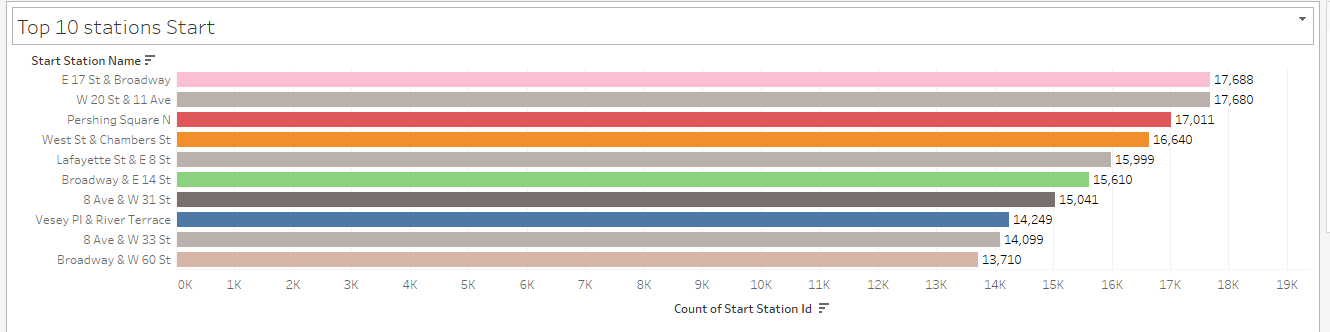 Top 10 stations Start
Start Station Name
E 17 St & Broadway 17,688
W 20 St & 11 Ave 17,680
Pershing Square N 17,011
West St & Chambers St 16,640
Lafayette St & E 8 St 15,999
Broadway & E 14 St 15,610
8 Ave & W 31 St 15,041
Vesey Pl & River Terrace 14,249
8 Ave & W 33 St 14,099
Broadway & W 60 St 13,710
0K 1K 2K 3K 4K 5K 6K 7K 8K 9K 10K 11K 12K 13K 14K 15K 16K 17K 18K 19K
Count of Start Station Id